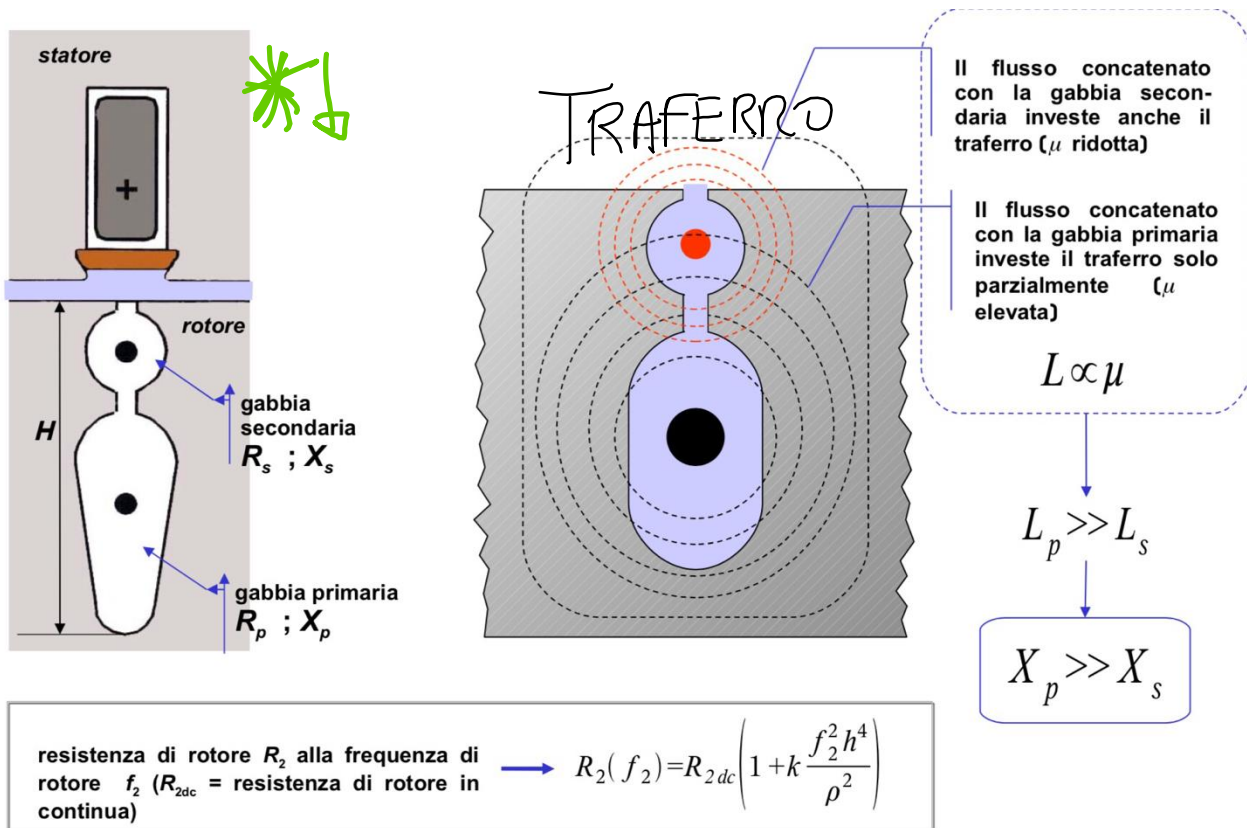 statore
+
rotore
H
gabbia
secondaria
R_s ; X_s
gabbia primaria
R_p ; X_p
TRAFERRO
Il flusso concatenato
con la gabbia secon-
daria investe anche il
traferro (μ ridotta)
Il flusso concatenato
con la gabbia primaria
investe il traferro solo
parzialmente (μ
elevata)
L ∝ μ
L_p >> L_s
X_p >> X_s
resistenza di rotore R_2 alla frequenza di
rotore f_2 (R_2dc = resistenza di rotore in
continua)
R_2(f_2)=R_2dc(1+k f_2^2 h^4/ρ^2)